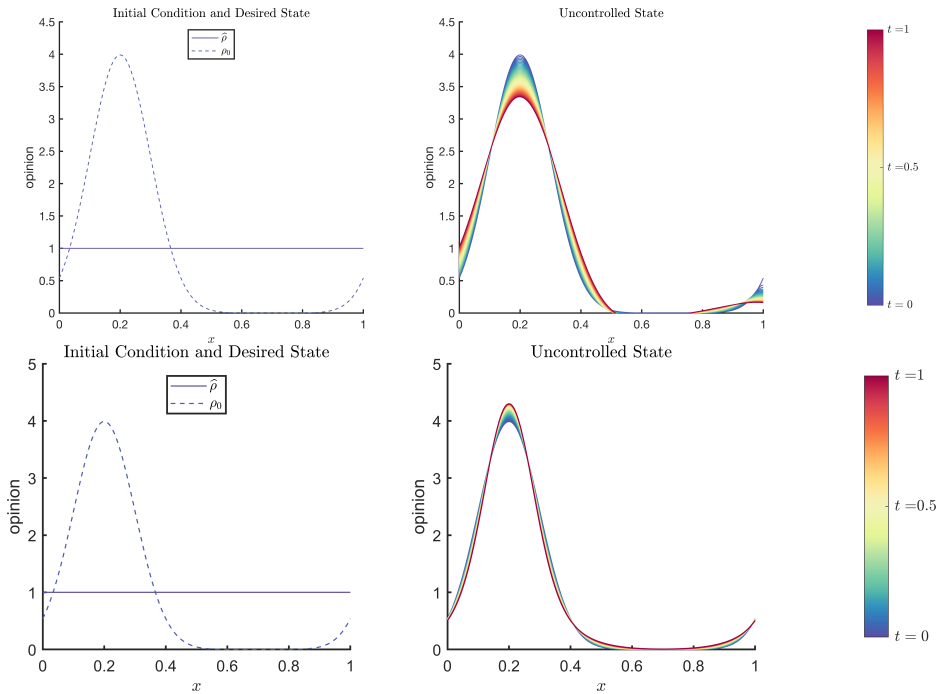 Initial Condition and Desired State
ρ̂
ρ₀
4.5
4
3.5
3
2.5
2
1.5
1
0.5
0
opinion
0 0.2 0.4 0.6 0.8 1
x
Uncontrolled State
4.5
4
3.5
3
2.5
2
1.5
1
0.5
0
opinion
0 0.2 0.4 0.6 0.8 1
x
t =1
t =0.5
t = 0
Initial Condition and Desired State
ρ̂
ρ₀
5
4
3
2
1
0
opinion
0 0.2 0.4 0.6 0.8 1
x
Uncontrolled State
5
4
3
2
1
0
opinion
0 0.2 0.4 0.6 0.8 1
x
t =1
t =0.5
t = 0